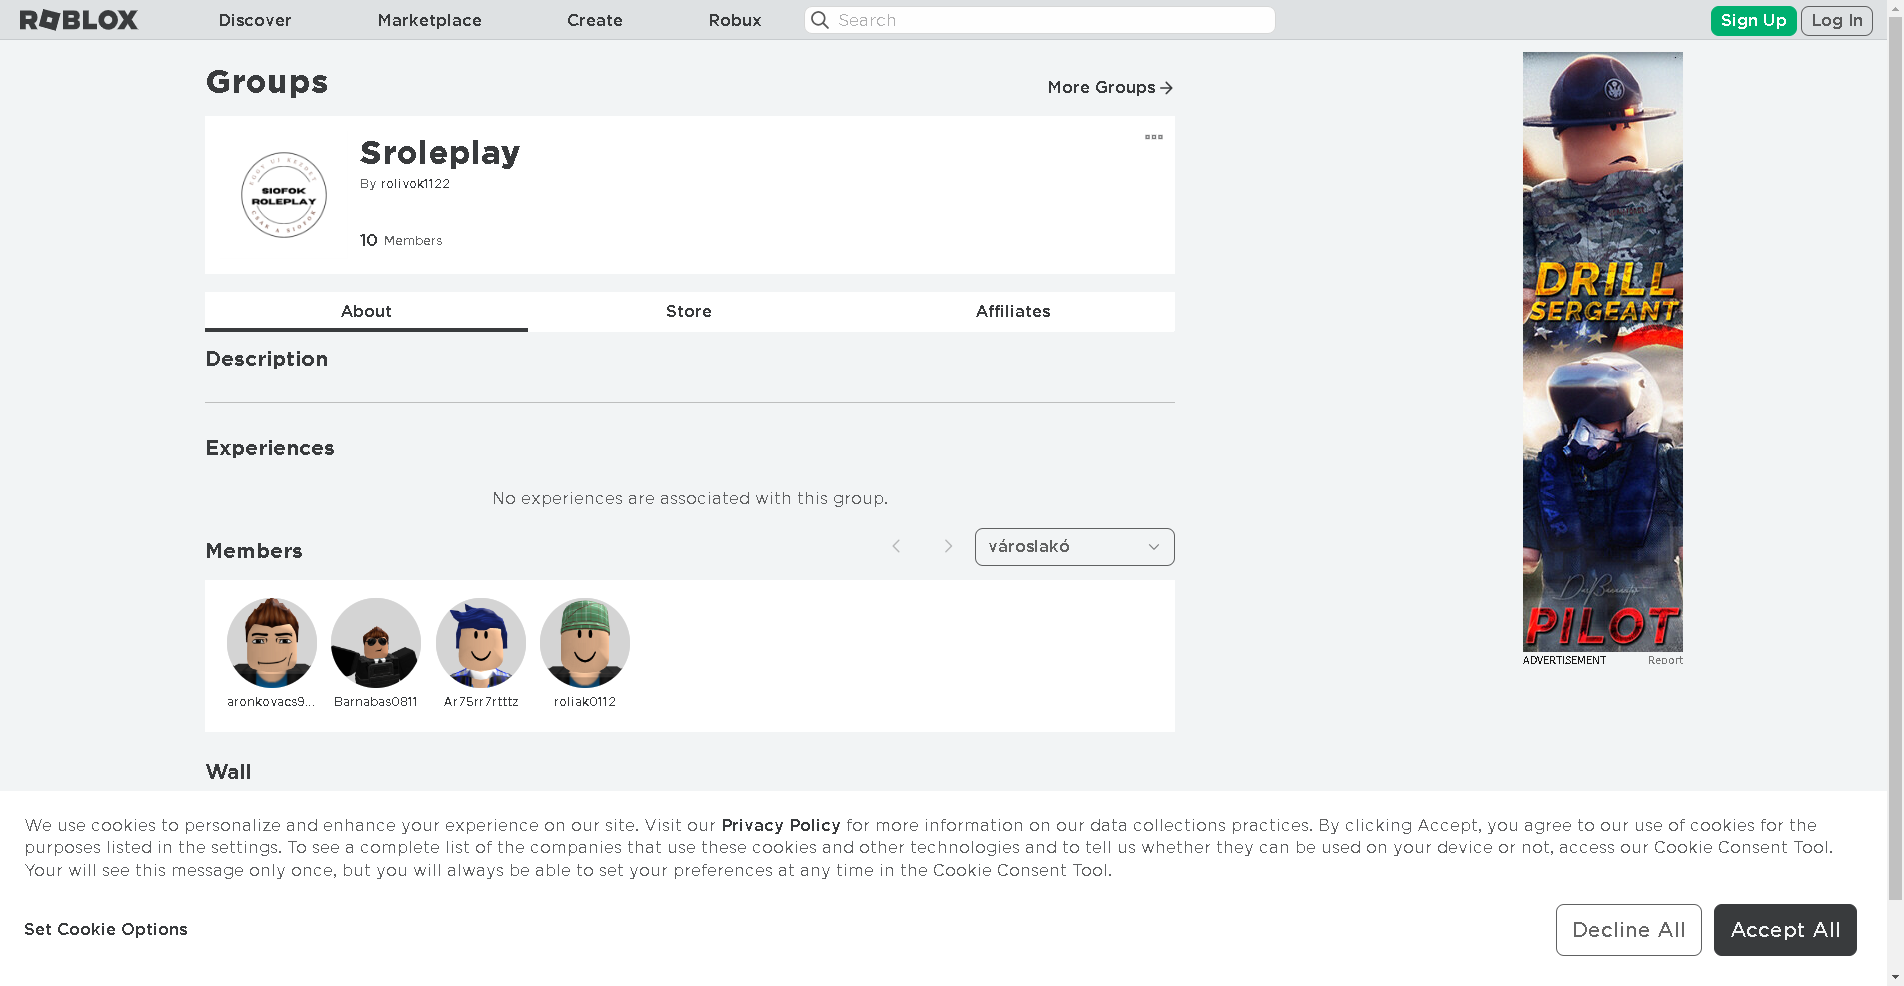 ROBLOX
Discover
Marketplace
Create
Robux
Search
Sign Up
Log In
Groups
More Groups
SIOFOK
ROLEPLAY
CSAK A SIOFOK
Sroleplay
By rolivok1122
10 Members
About
Store
Affiliates
Description
Experiences
No experiences are associated with this group.
Members
városlakó
aronkovacs9...
Barnabas0811
Ar75rr7rtttz
roliak0112
Wall
DRILL
SERGEANT
CAVIAR
PILOT
ADVERTISEMENT
Report
We use cookies to personalize and enhance your experience on our site. Visit our Privacy Policy for more information on our data collections practices. By clicking Accept, you agree to our use of cookies for the
purposes listed in the settings. To see a complete list of the companies that use these cookies and other technologies and to tell us whether they can be used on your device or not, access our Cookie Consent Tool.
Your will see this message only once, but you will always be able to set your preferences at any time in the Cookie Consent Tool.
Set Cookie Options
Decline All
Accept All